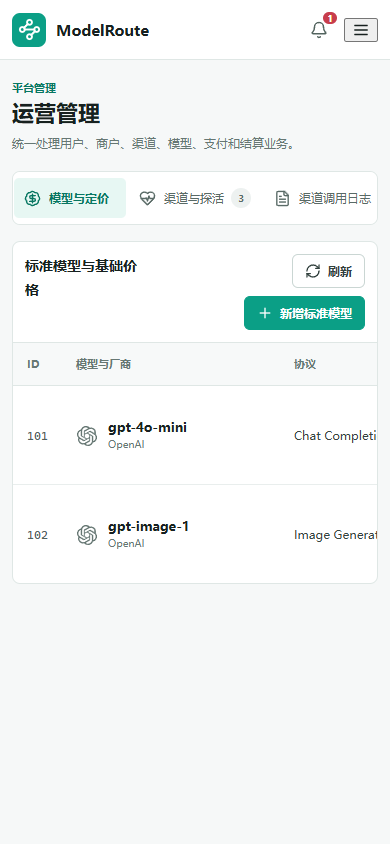 ModelRoute
1
平台管理
运营管理
统一处理用户、商户、渠道、模型、支付和结算业务。
模型与定价
渠道与探活 3
渠道调用日志
标准模型与基础价
格
刷新
新增标准模型
ID 模型与厂商 协议
101 gpt-4o-mini Chat Completi
OpenAI
102 gpt-image-1 Image Generat
OpenAI